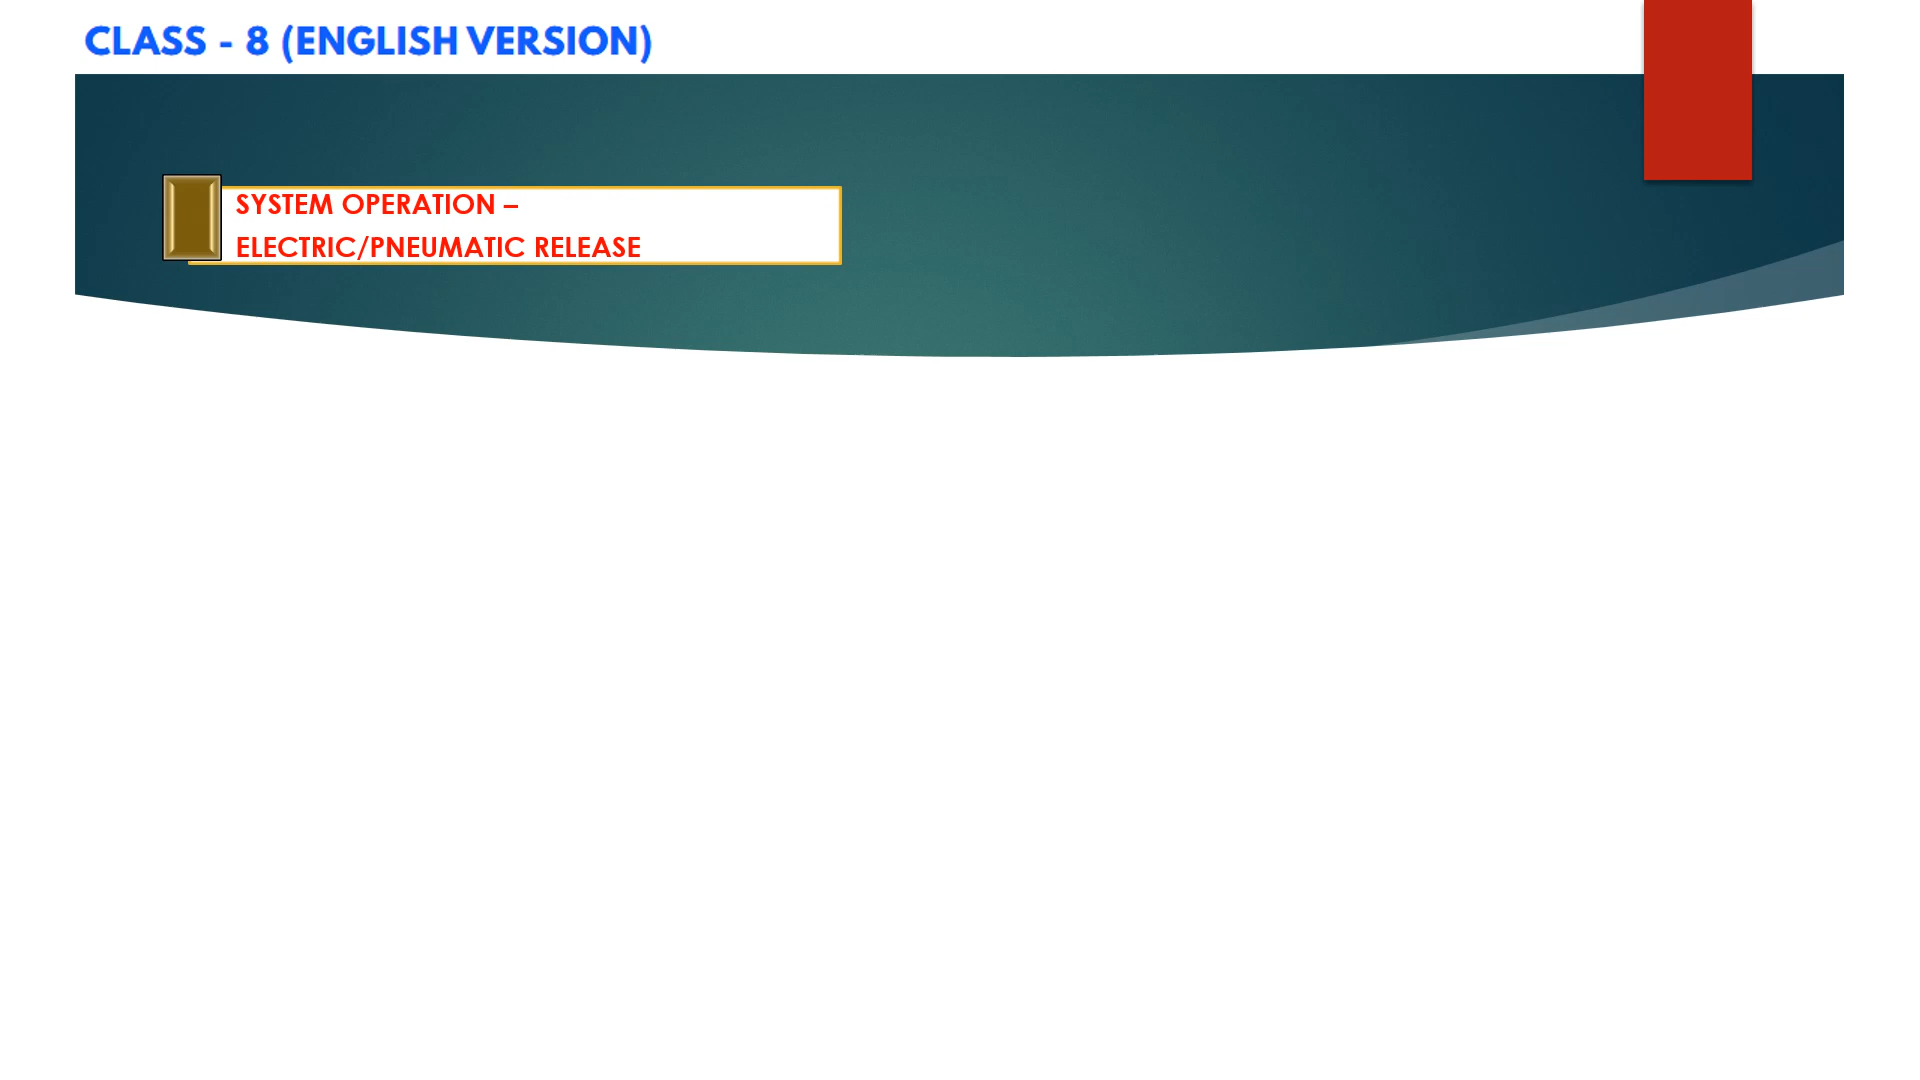 CLASS - 8 (ENGLISH VERSION)
SYSTEM OPERATION –
ELECTRIC/PNEUMATIC RELEASE